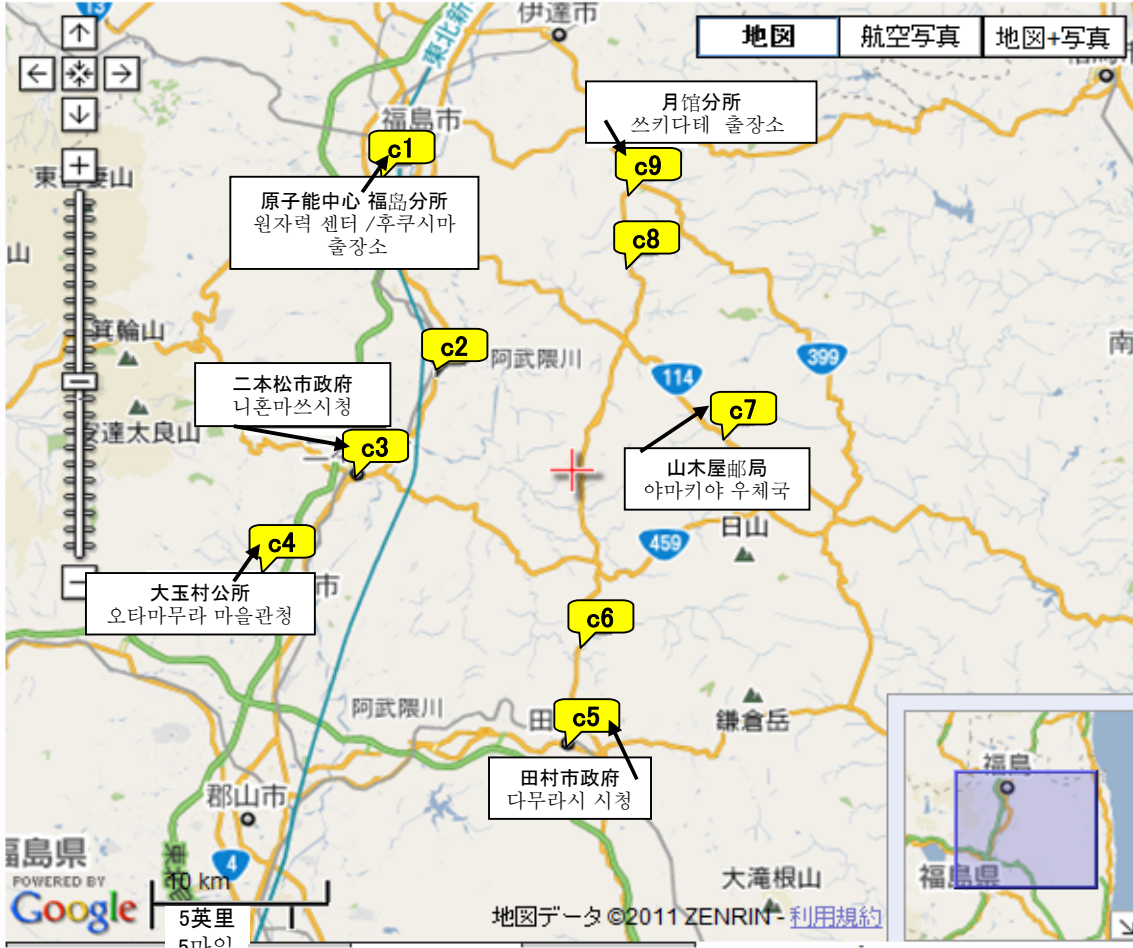 13
伊達市
東北新
地図
航空写真
地図+写真
福島市
月馆分所
쓰키다테 출장소
c1
c9
東吾妻山
原子能中心 福岛分所
원자력 센터 /후쿠시마
출장소
c8
山
箕輪山
c2
阿武隈川
399
南
114
二本松市政府
니혼마쓰시청
c7
安達太良山
c3
山木屋邮局
야마키야 우체국
日山
459
c4
大玉村公所
오타마무라 마을관청
市
c6
阿武隈川
田
c5
鎌倉岳
田村市政府
다무라시 시청
福島
郡山市
福島県
4
POWERED BY
Google
10 km
5英里
5마일
大滝根山
福島県
地図データ ©2011 ZENRIN - 利用規約